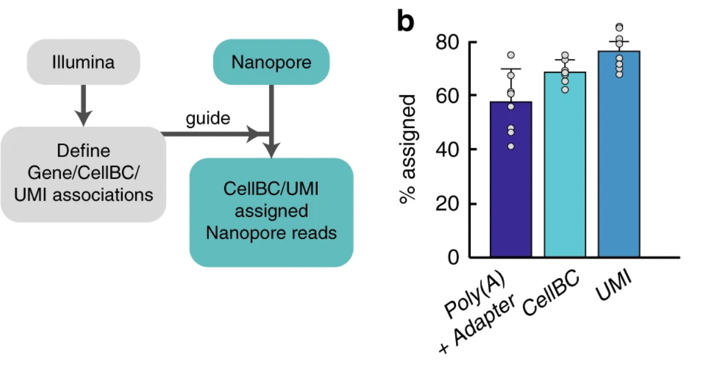 Illumina
Nanopore
guide
Define
Gene/CellBC/
UMI associations
CellBC/UMI
assigned
Nanopore reads
b
% assigned
80
60
40
20
0
Poly(A)
+ Adapter
CellBC
UMI